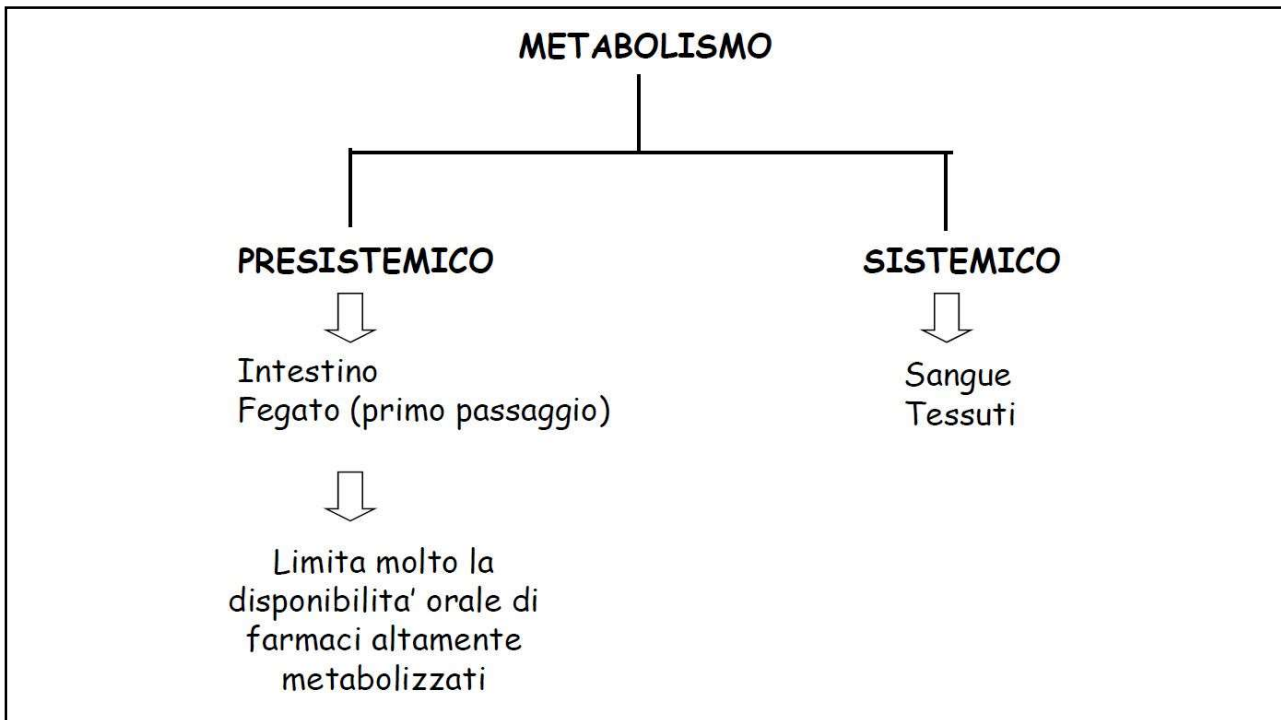 METABOLISMO
PRESISTEMICO
Intestino
Fegato (primo passaggio)
Limita molto la
disponibilita' orale di
farmaci altamente
metabolizzati
SISTEMICO
Sangue
Tessuti